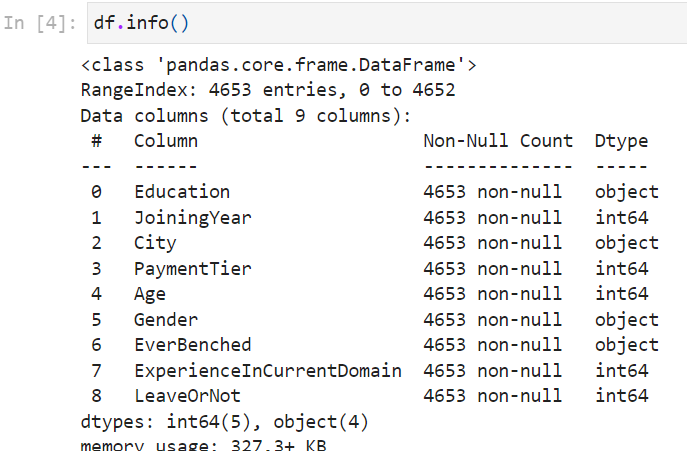 In [4]: df.info()
<class 'pandas.core.frame.DataFrame'>
RangeIndex: 4653 entries, 0 to 4652
Data columns (total 9 columns):
 #   Column                     Non-Null Count  Dtype
---  ------                     --------------  -----
 0   Education                  4653 non-null   object
 1   JoiningYear                4653 non-null   int64
 2   City                       4653 non-null   object
 3   PaymentTier                4653 non-null   int64
 4   Age                        4653 non-null   int64
 5   Gender                     4653 non-null   object
 6   EverBenched                4653 non-null   object
 7   ExperienceInCurrentDomain  4653 non-null   int64
 8   LeaveOrNot                 4653 non-null   int64
dtypes: int64(5), object(4)
memory usage: 327.3+ KB